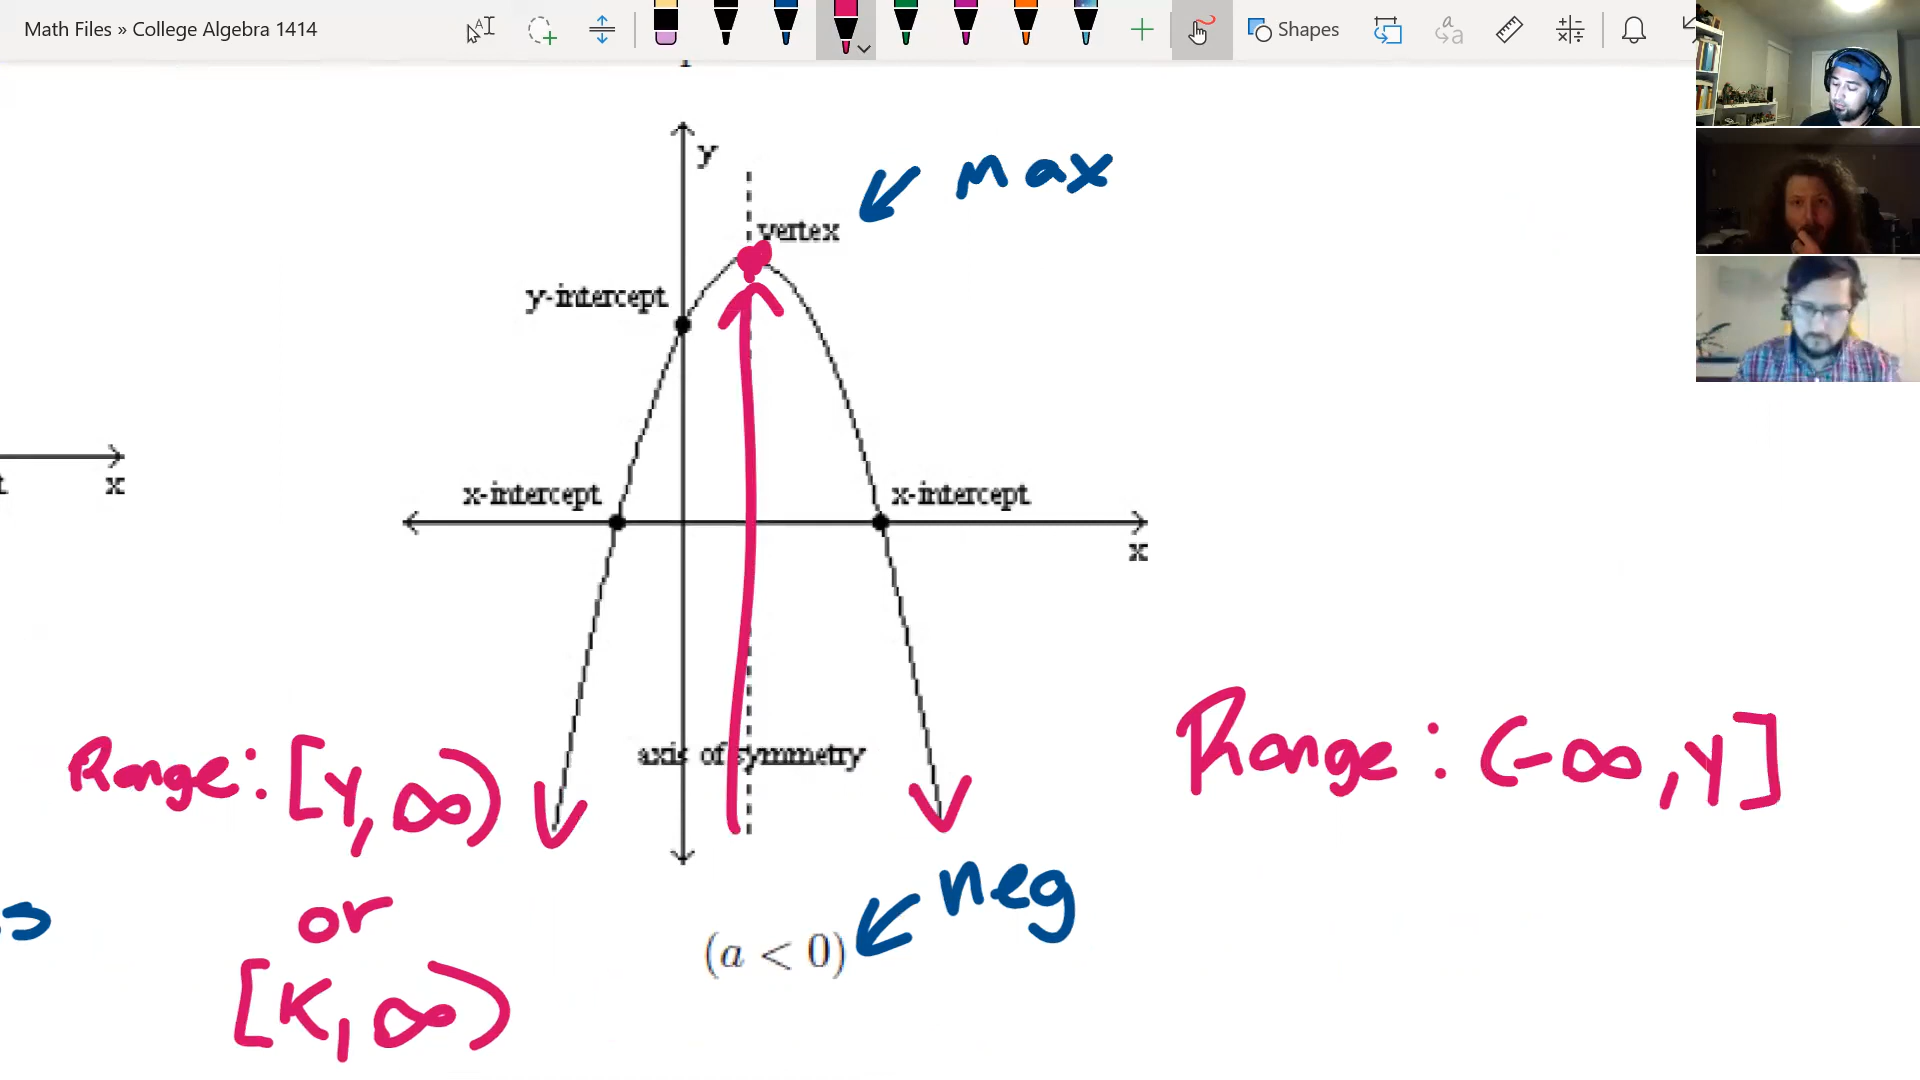 Math Files » College Algebra 1414
Shapes
y
max
vertex
y-intercept
x-intercept
x-intercept
x
x
axis of symmetry
Range: [Y, ∞)
Range: (-∞, Y]
or
[K, ∞)
neg
(a < 0)